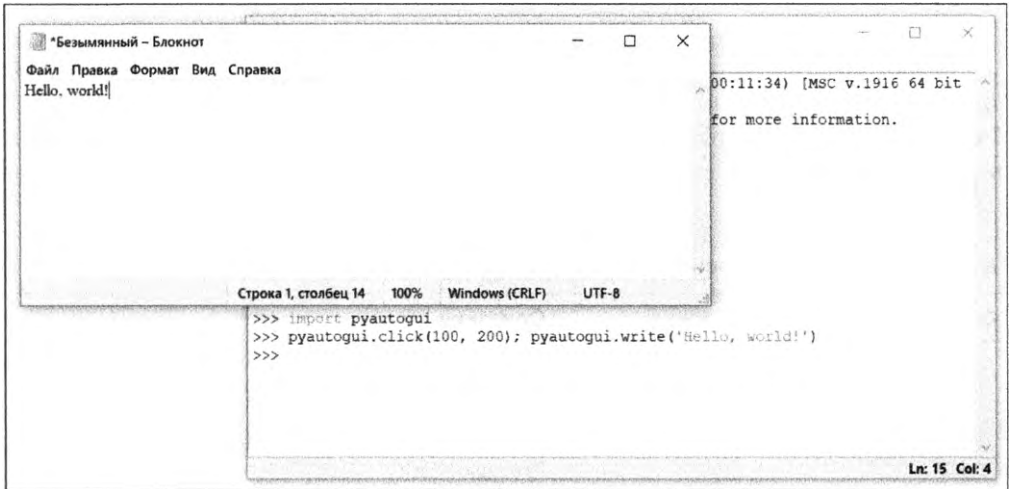 *Безымянный – Блокнот
Файл Правка Формат Вид Справка
Hello, world!
Строка 1, столбец 14 100% Windows (CRLF) UTF-8
00:11:34) [MSC v.1916 64 bit
for more information.
>>> import pyautogui
>>> pyautogui.click(100, 200); pyautogui.write('Hello, world!')
>>>
Ln: 15 Col: 4